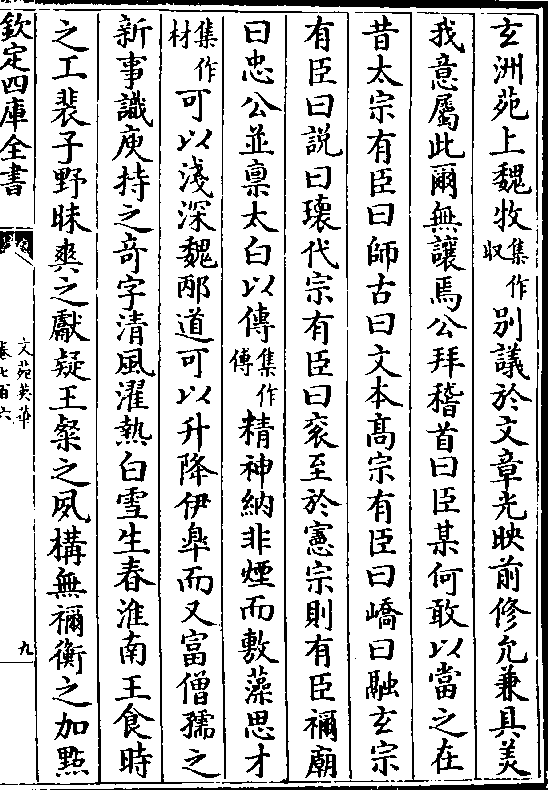 玄洲苑上魏牧集作收别議於文章光映前修允兼具美
我意屬此爾無讓焉公拜稽首曰臣某何敢以當之在
昔太宗有臣曰師古曰文本髙宗有臣曰嶠曰融玄宗
有臣曰説曰瓌代宗有臣曰衮至於憲宗則有臣禰廟
曰忠公並禀太白以傳集作傅精神納非煙而敷藻思才
集作材可以淺深魏邴道可以升降伊臯而又富僧孺之
新事識庾持之竒字清風濯熱白雪生春淮南王食時
之工裴子野昧爽之獻疑王粲之夙構無禰衡之加㸃
欽定四庫全書
文苑英華
卷七百六
九